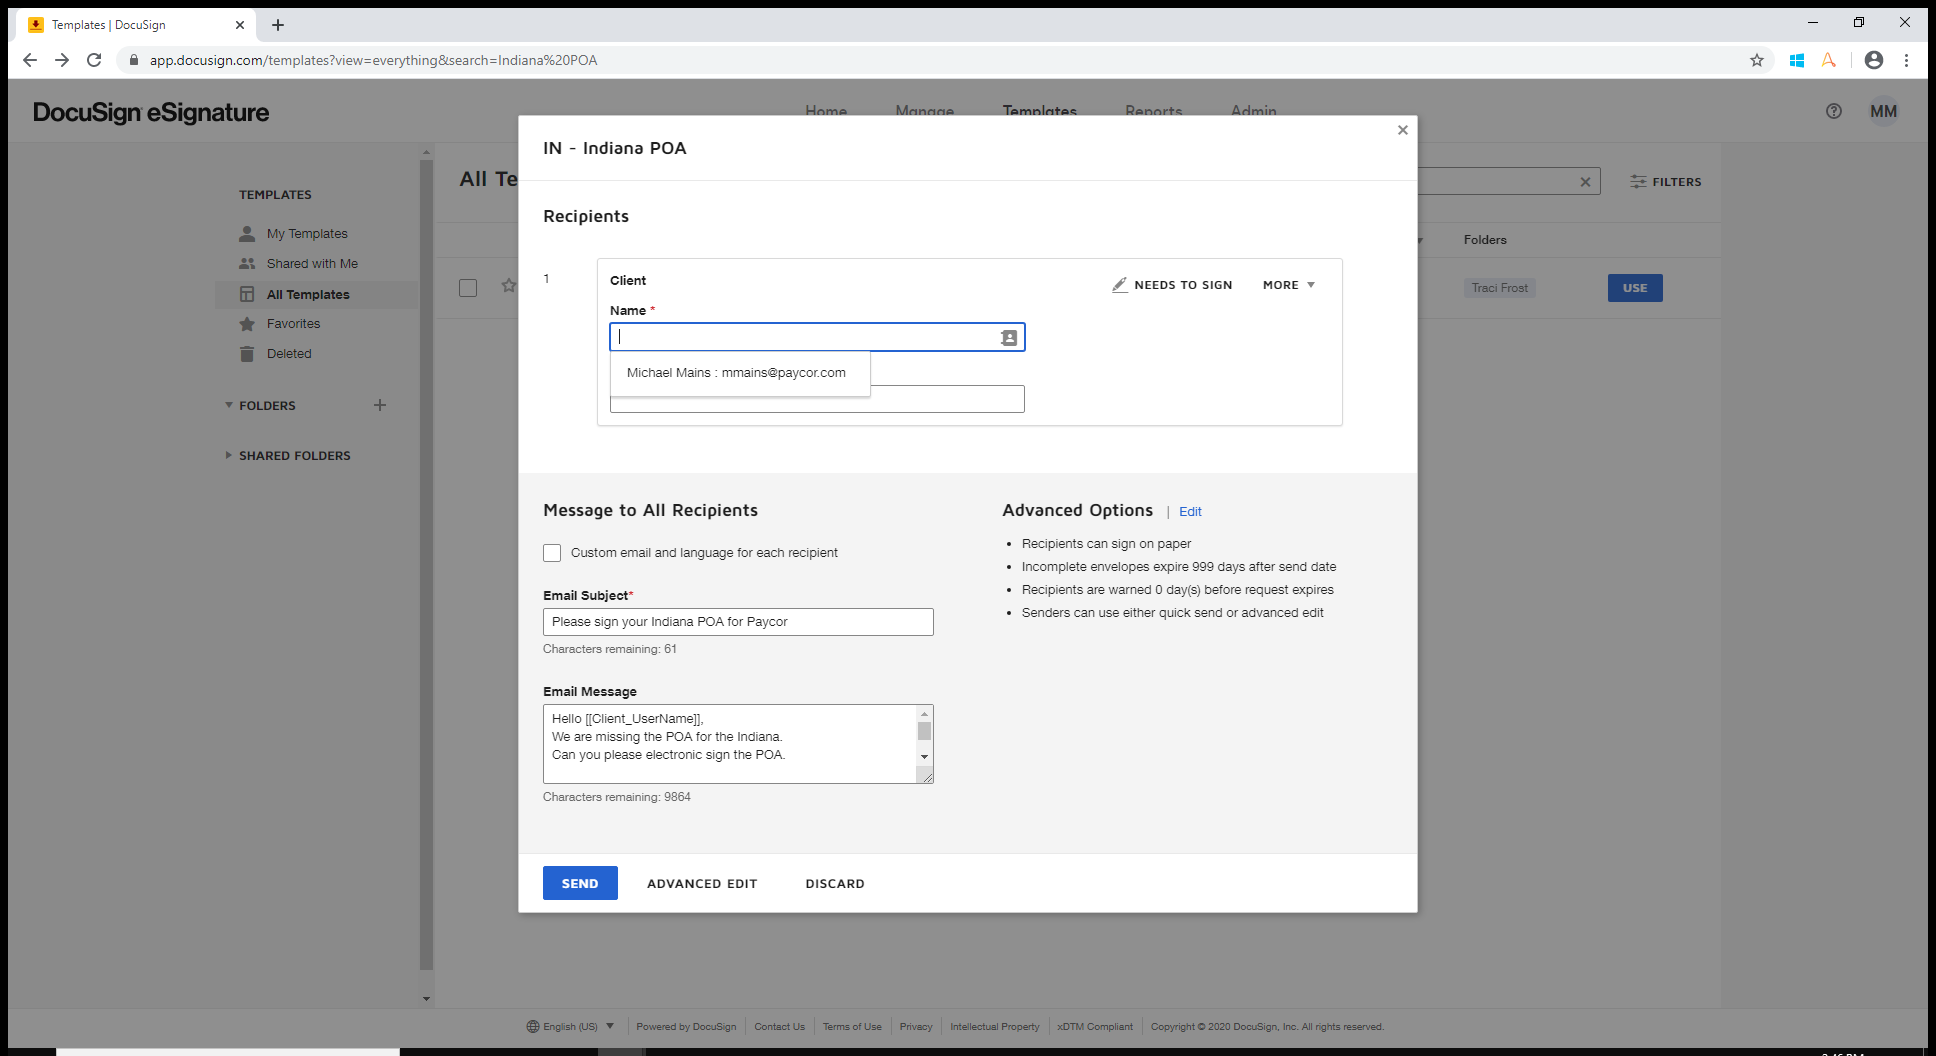 Templates | DocuSign
app.docusign.com/templates?view=everything&search=Indiana%20POA
DocuSign eSignature
Home Manage Templates Reports Admin
MM
TEMPLATES
My Templates
Shared with Me
All Templates
Favorites
Deleted
FOLDERS
SHARED FOLDERS
All Te
FILTERS
Folders
Traci Frost
USE
IN - Indiana POA
Recipients
1
Client
NEEDS TO SIGN
MORE
Name *
Michael Mains : mmains@paycor.com
Message to All Recipients
Custom email and language for each recipient
Email Subject*
Please sign your Indiana POA for Paycor
Characters remaining: 61
Email Message
Hello [[Client_UserName]],
We are missing the POA for the Indiana.
Can you please electronic sign the POA.
Characters remaining: 9864
Advanced Options | Edit
• Recipients can sign on paper
• Incomplete envelopes expire 999 days after send date
• Recipients are warned 0 day(s) before request expires
• Senders can use either quick send or advanced edit
SEND
ADVANCED EDIT
DISCARD
English (US)
Powered by DocuSign
Contact Us
Terms of Use
Privacy
Intellectual Property
xDTM Compliant
Copyright © 2020 DocuSign, Inc. All rights reserved.